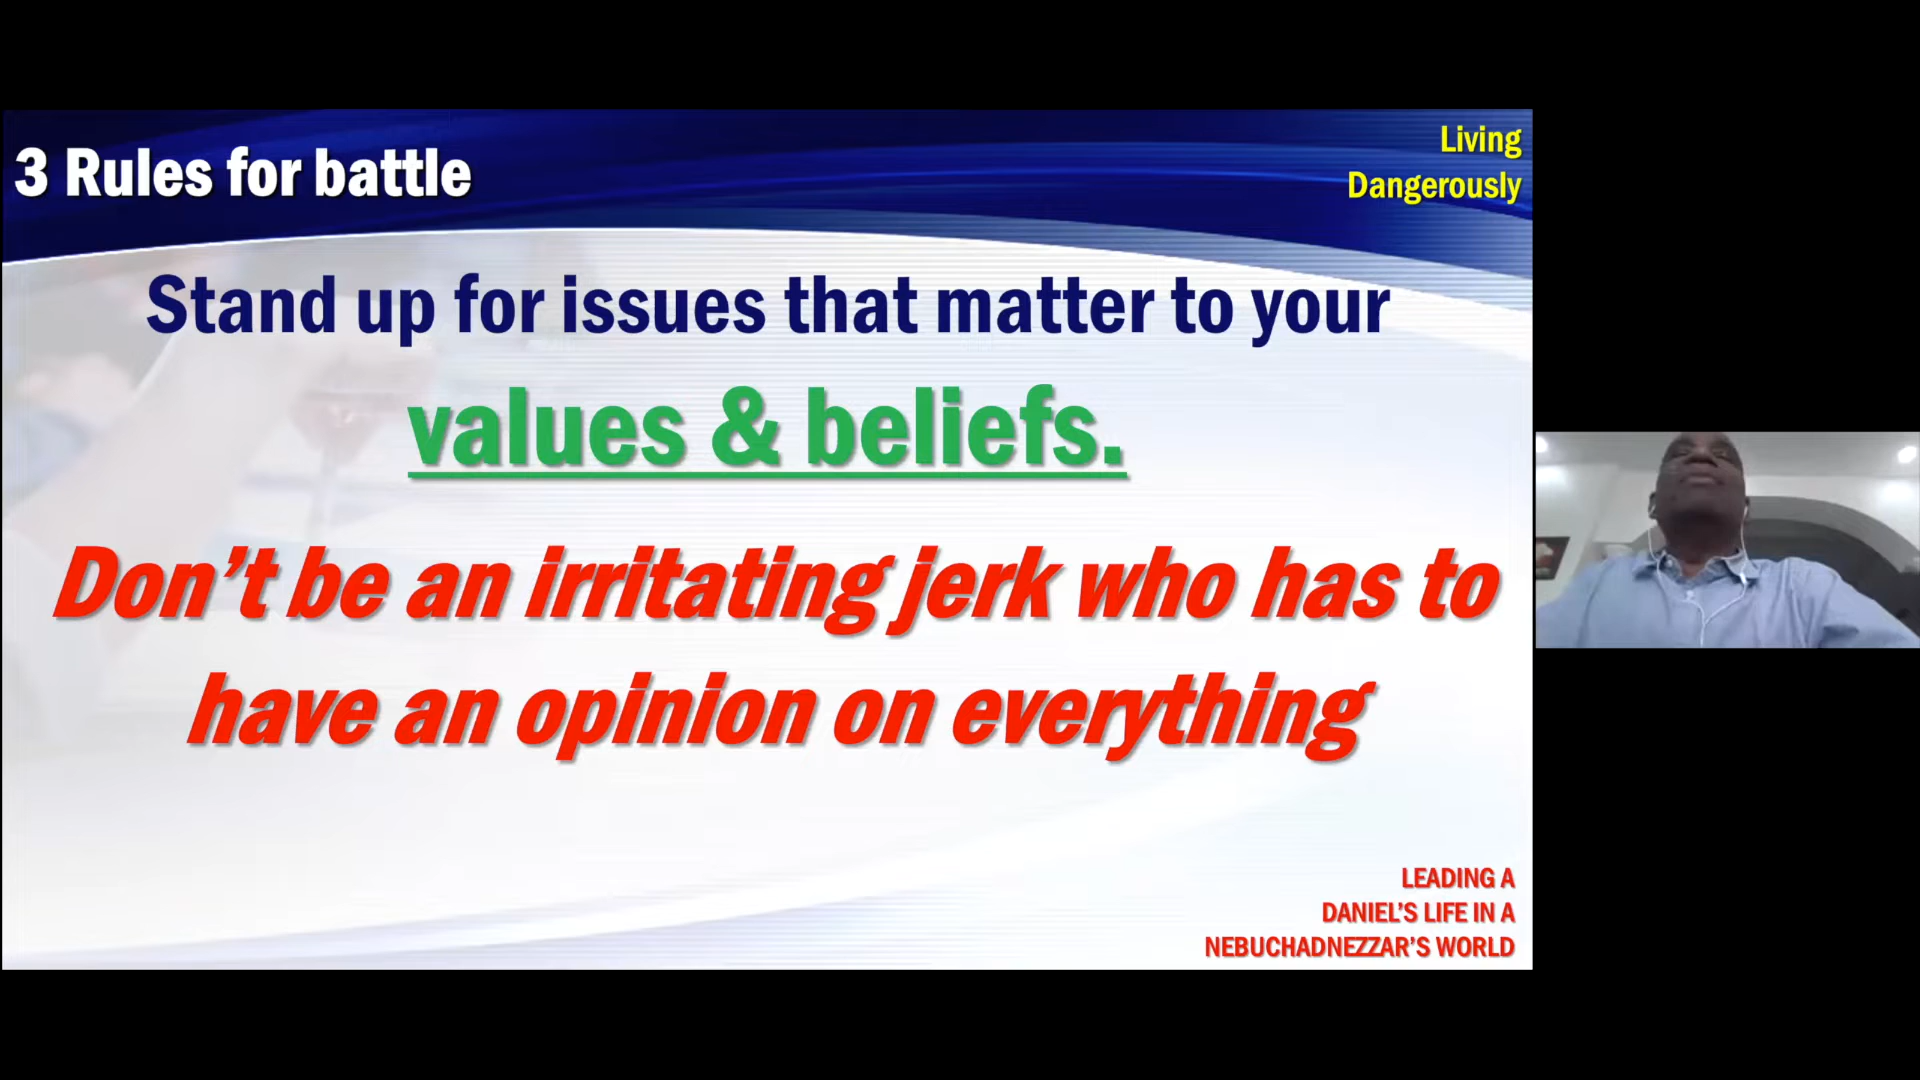 3 Rules for battle
Living
Dangerously
Stand up for issues that matter to your
values & beliefs.
Don’t be an irritating jerk who has to
have an opinion on everything
LEADING A
DANIEL’S LIFE IN A
NEBUCHADNEZZAR’S WORLD